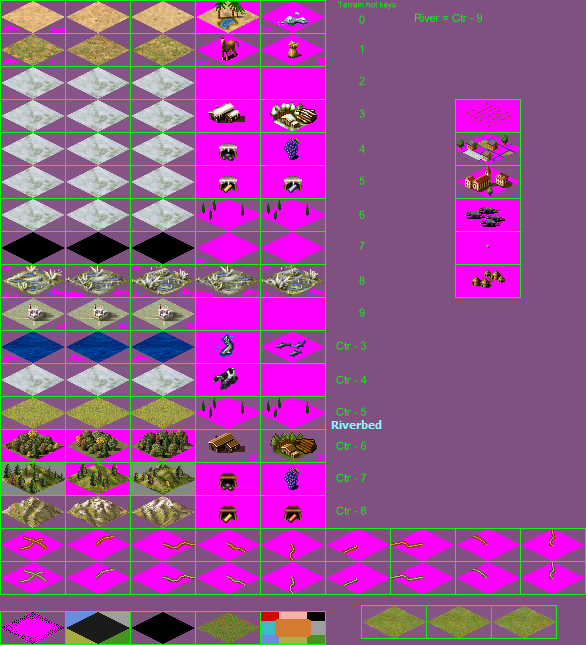 Terrain hot keys
0
River = Ctr - 9
1
2
3
4
5
6
7
8
9
Ctr - 3
Ctr - 4
Ctr - 5
Riverbed
Ctr - 6
Ctr - 7
Ctr - 8